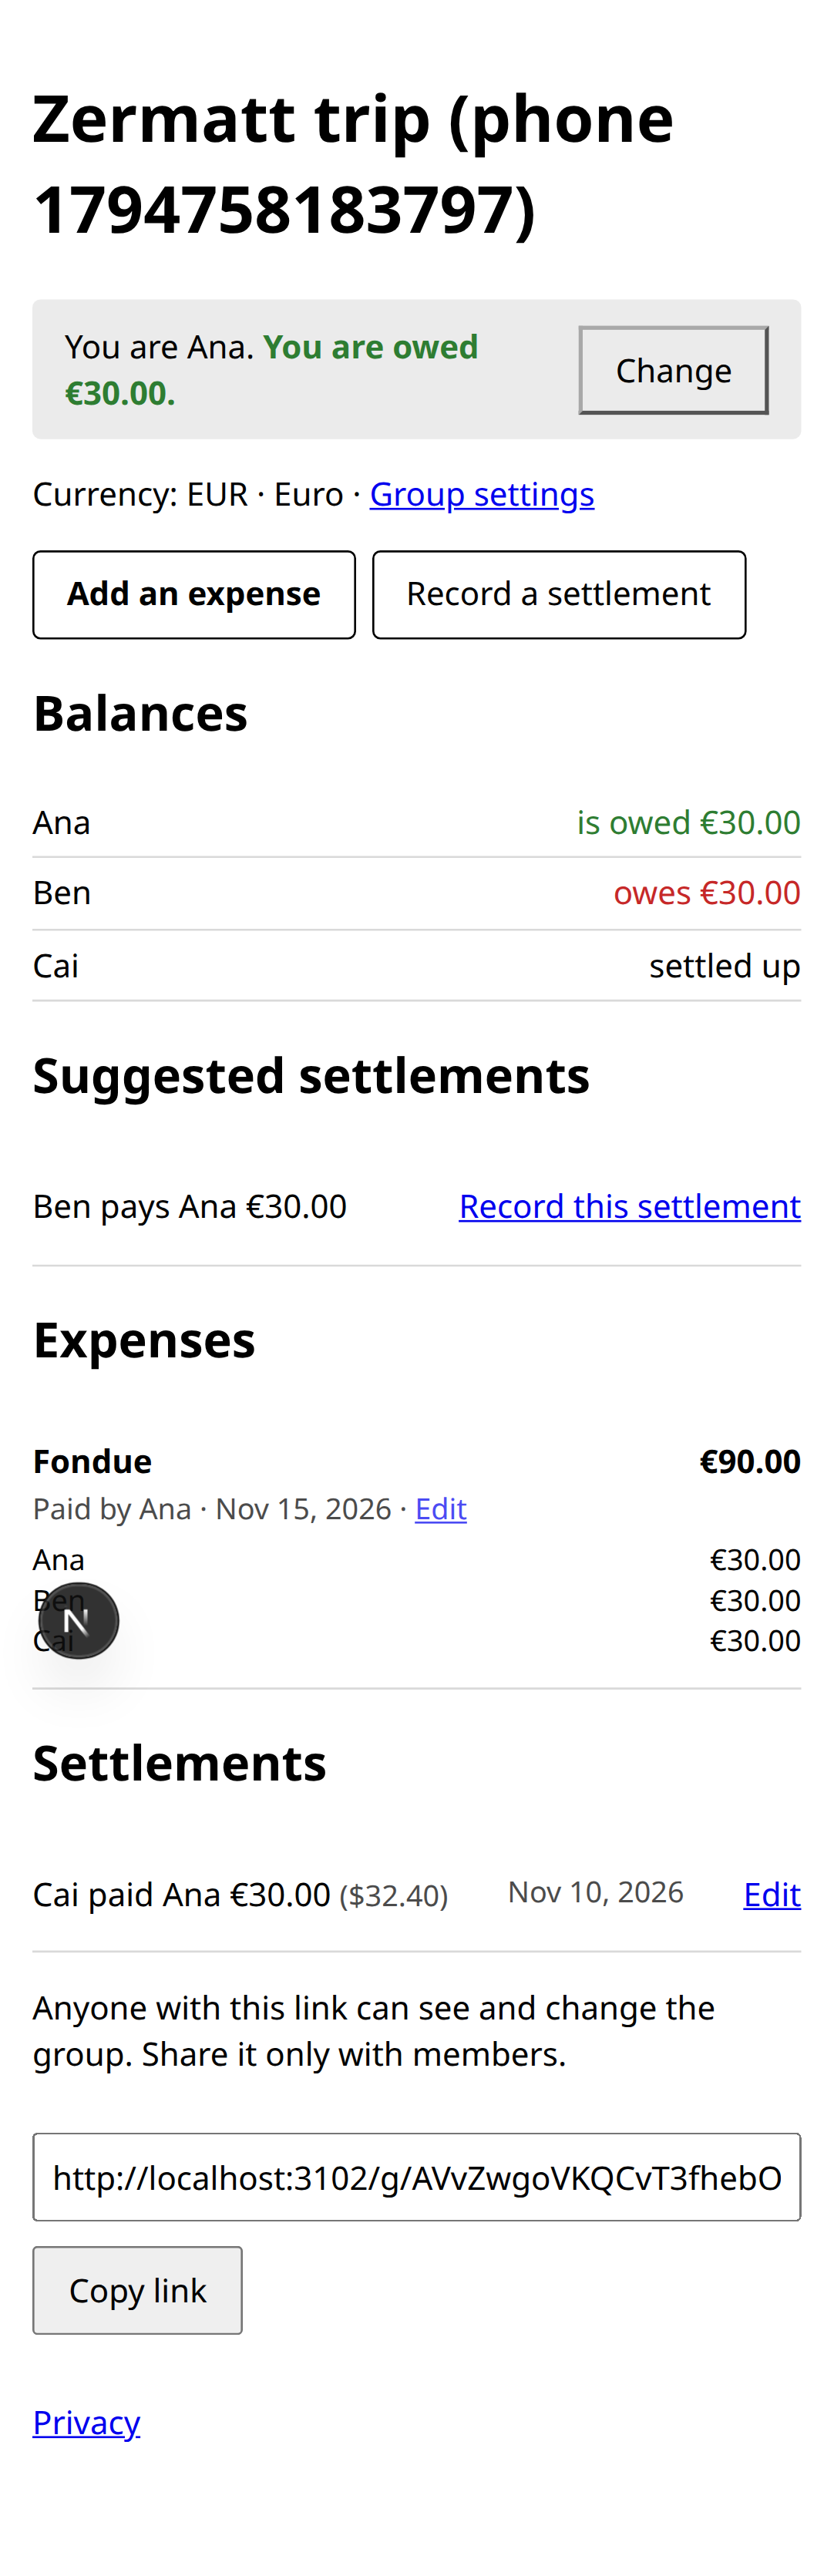 Zermatt trip (phone
1794758183797)
You are Ana. You are owed
€30.00.
Change
Currency: EUR · Euro · Group settings
Add an expense
Record a settlement
Balances
Ana is owed €30.00
Ben owes €30.00
Cai settled up
Suggested settlements
Ben pays Ana €30.00 Record this settlement
Expenses
Fondue €90.00
Paid by Ana · Nov 15, 2026 · Edit
Ana €30.00
Ben €30.00
N
Cai €30.00
Settlements
Cai paid Ana €30.00 ($32.40) Nov 10, 2026 Edit
Anyone with this link can see and change the
group. Share it only with members.
http://localhost:3102/g/AVvZwgoVKQCvT3fhebO
Copy link
Privacy